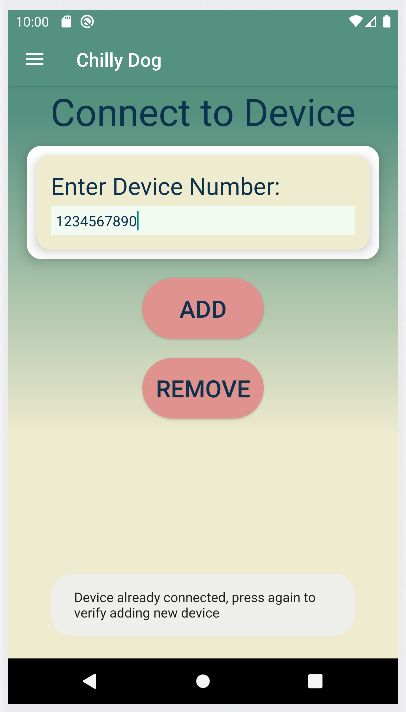 10:00
Chilly Dog
Connect to Device
Enter Device Number:
1234567890
ADD
REMOVE
Device already connected, press again to
verify adding new device